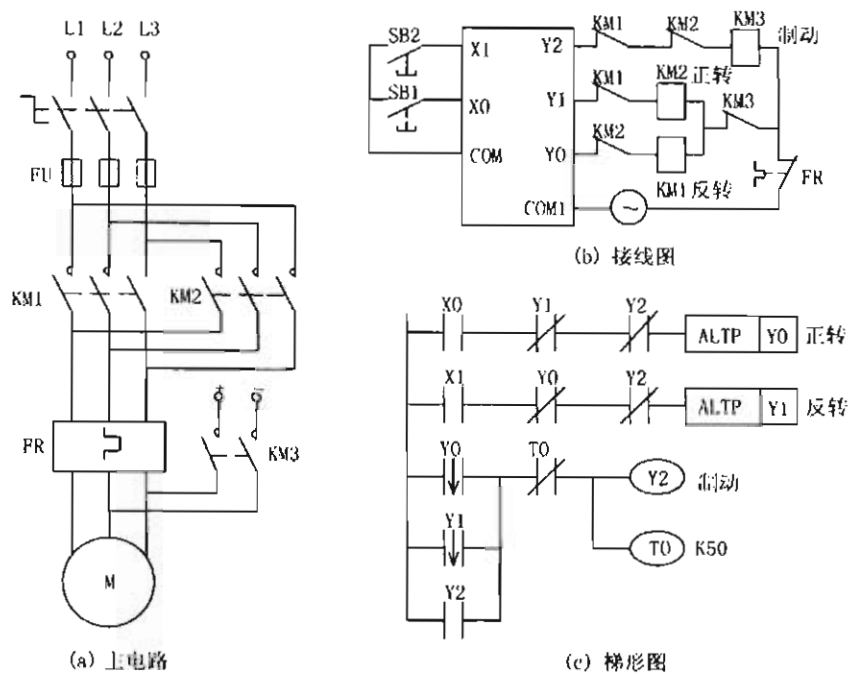 L1 L2 L3
FU
KM1
KM2
+ -
FR
KM3
M
(a) 主电路
SB2
X1
Y2
KM1
KM2
KM3
制动
SB1
X0
Y1
KM1
KM2 正转
KM3
COM
Y0
KM2
KM1 反转
FR
COM1
~
(b) 接线图
X0 Y1 Y2
ALTP Y0 正转
X1 Y0 Y2
ALTP Y1 反转
Y0 T0
Y2 制动
Y1
T0 K50
Y2
(c) 梯形图